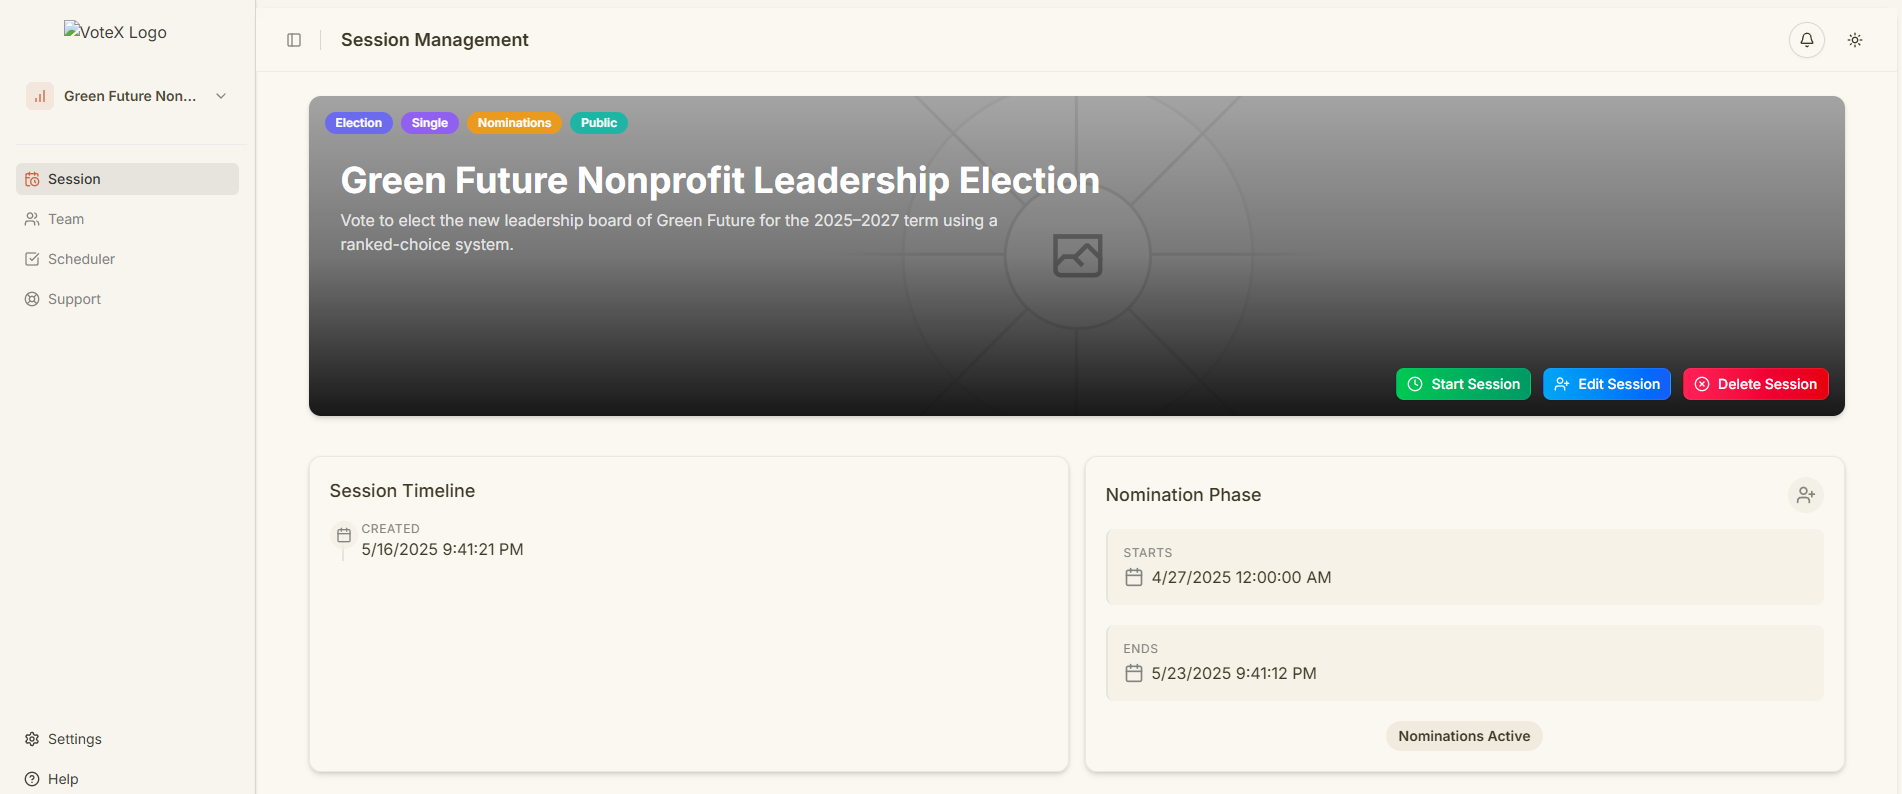 VoteX Logo
Green Future Non...
Session
Team
Scheduler
Support
Settings
Help
Session Management
Election
Single
Nominations
Public
Green Future Nonprofit Leadership Election
Vote to elect the new leadership board of Green Future for the 2025–2027 term using a
ranked-choice system.
Start Session
Edit Session
Delete Session
Session Timeline
CREATED
5/16/2025 9:41:21 PM
Nomination Phase
STARTS
4/27/2025 12:00:00 AM
ENDS
5/23/2025 9:41:12 PM
Nominations Active